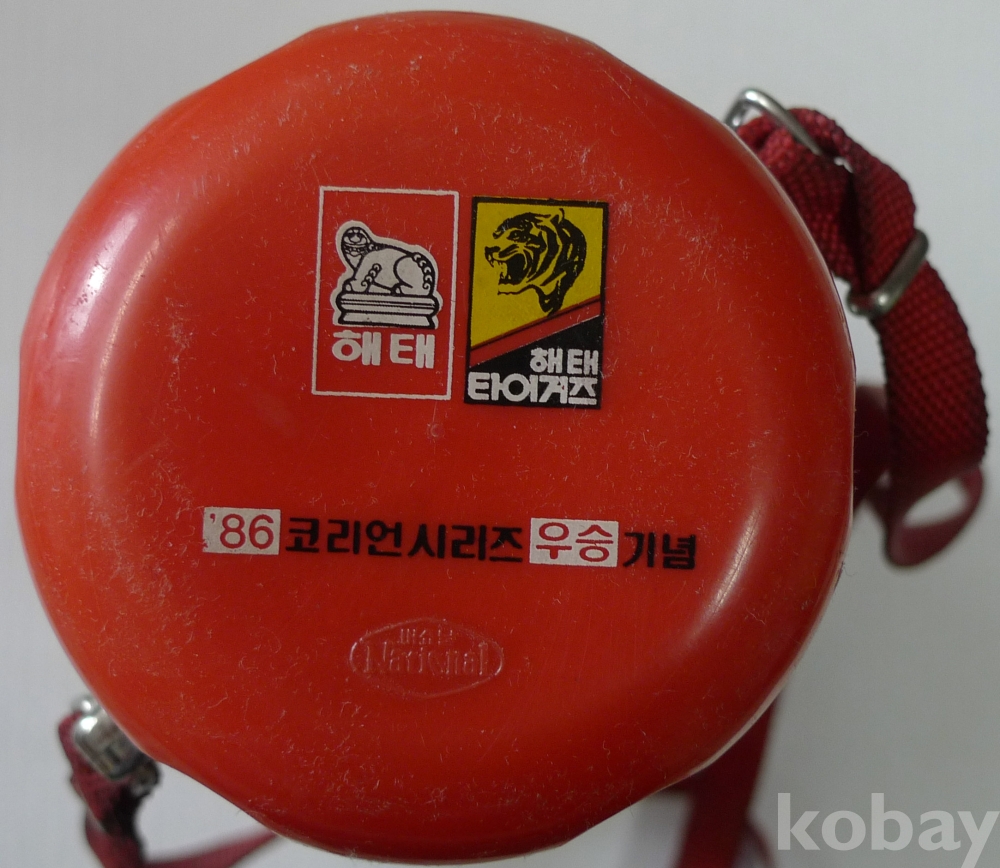 해태
해태
타이거즈
'86 코리언시리즈 우승 기념
National
kobay